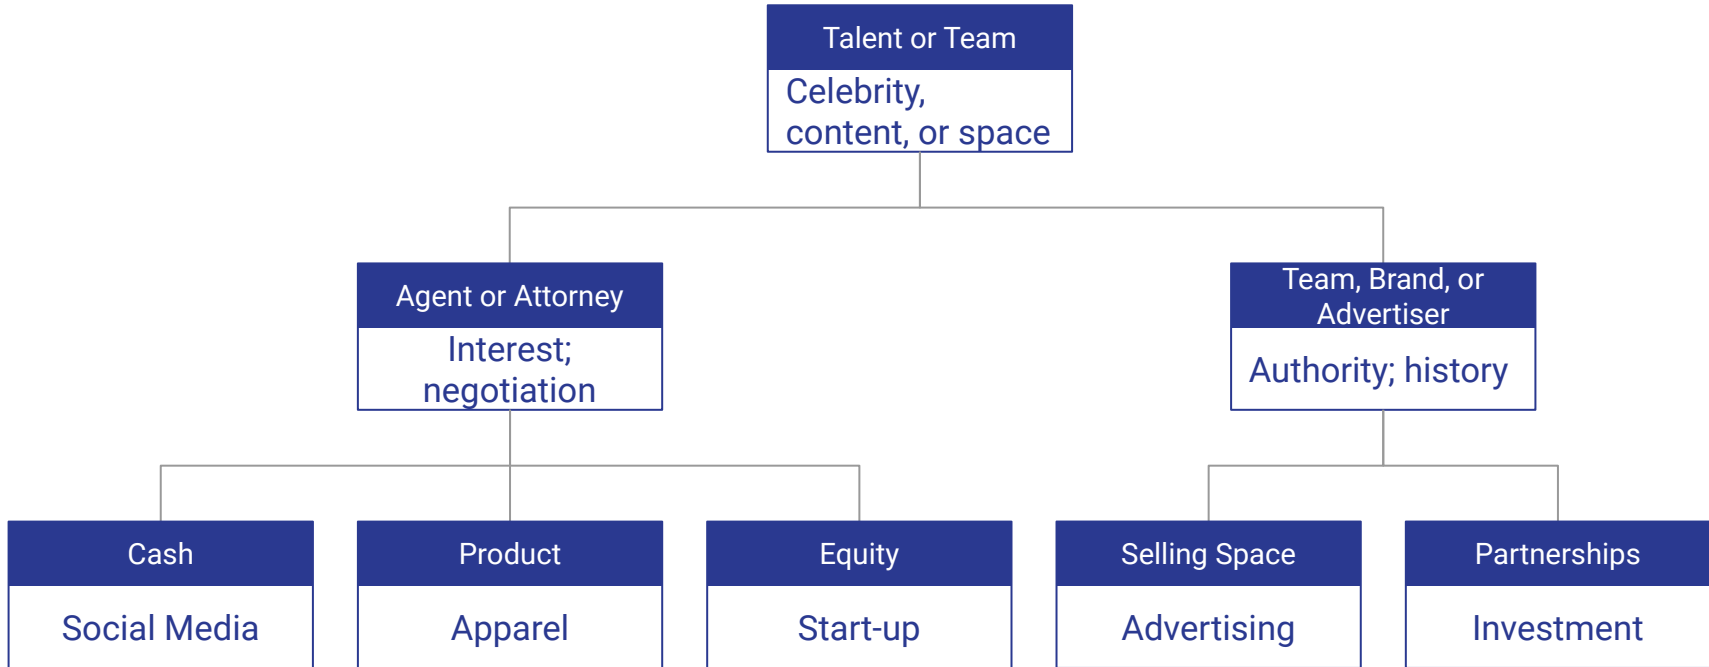 Talent or Team
Celebrity,
content, or space
Agent or Attorney
Interest;
negotiation
Team, Brand, or
Advertiser
Authority; history
Cash
Social Media
Product
Apparel
Equity
Start-up
Selling Space
Advertising
Partnerships
Investment